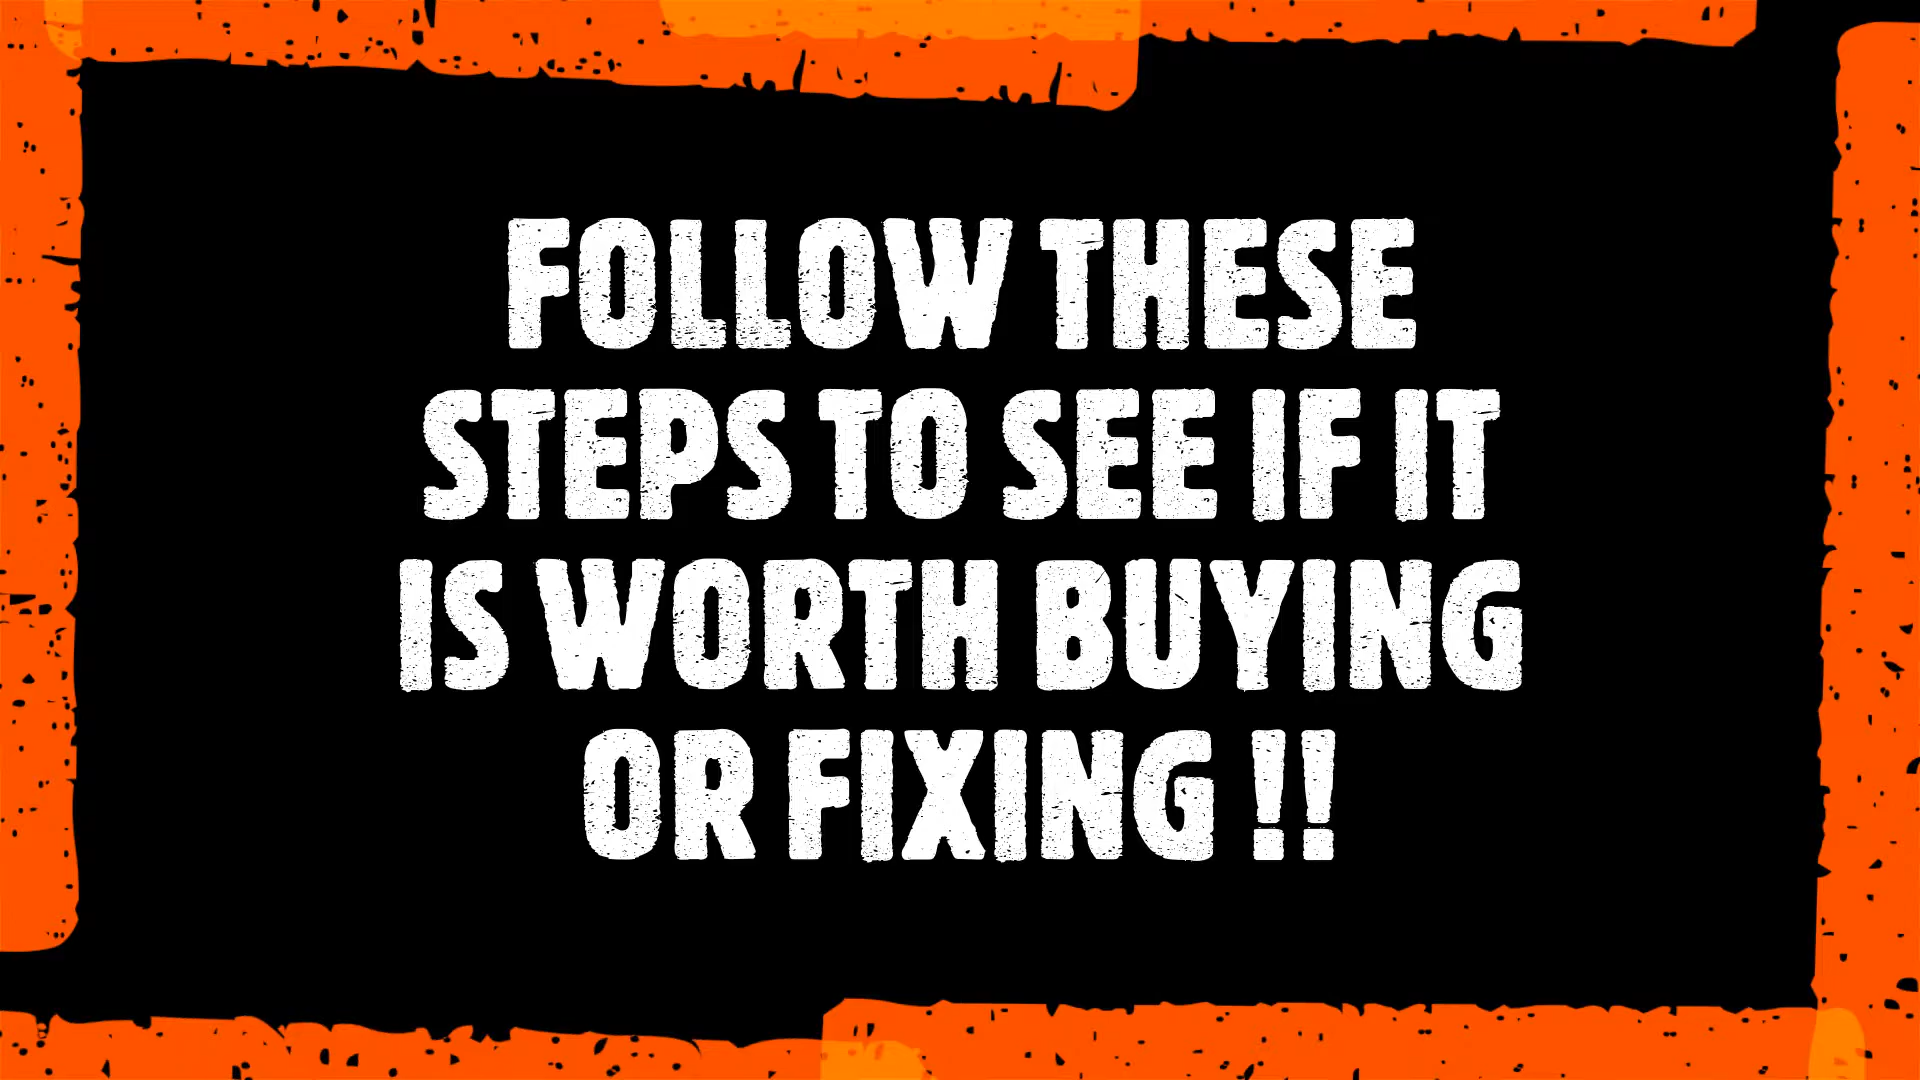 FOLLOW THESE
STEPS TO SEE IF IT
IS WORTH BUYING
OR FIXING !!